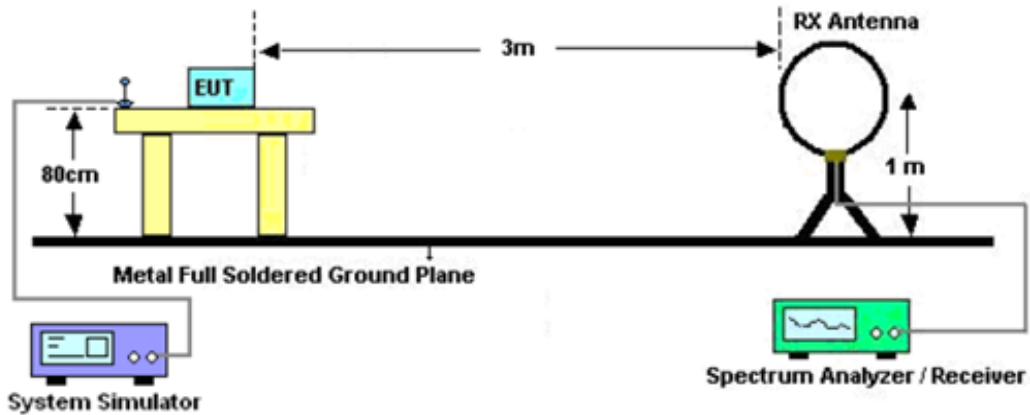 RX Antenna
3m
EUT
80cm
1 m
Metal Full Soldered Ground Plane
System Simulator
Spectrum Analyzer / Receiver